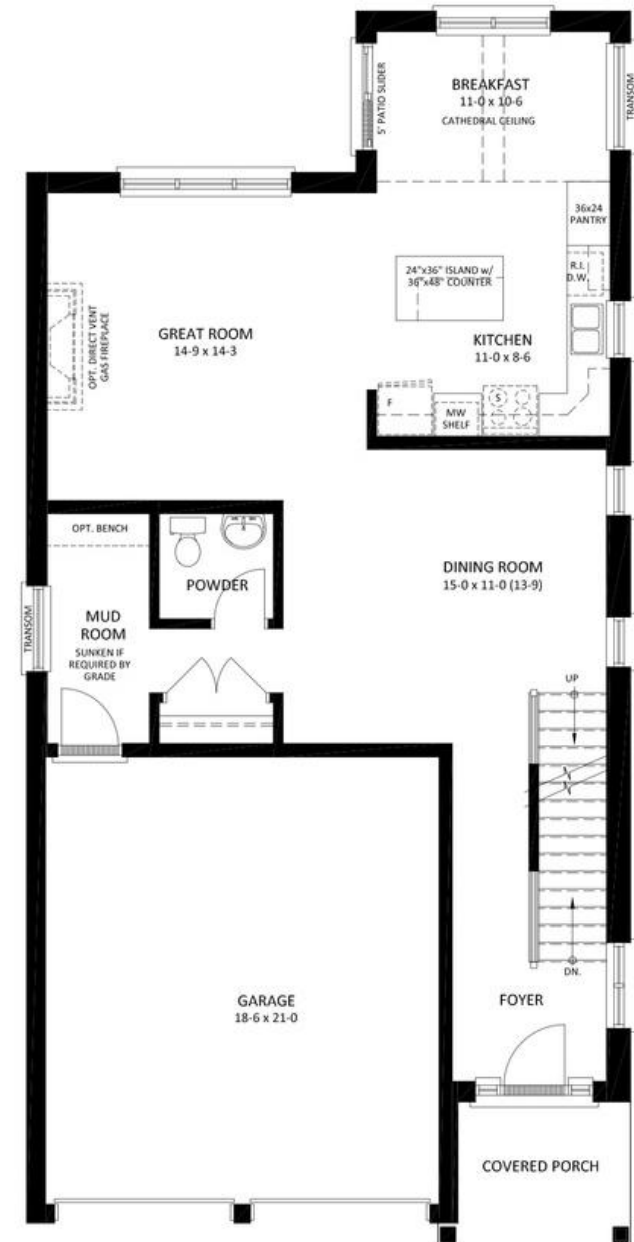 BREAKFAST
11-0 x 10-6
CATHEDRAL CEILING
5' PATIO SLIDER
TRANSOM
36x24
PANTRY
R.I.
D.W.
24"x36" ISLAND w/
36"x48" COUNTER
KITCHEN
11-0 x 8-6
GREAT ROOM
14-9 x 14-3
OPT. DIRECT VENT
GAS FIREPLACE
F
MW
SHELF
S
OPT. BENCH
POWDER
DINING ROOM
15-0 x 11-0 (13-9)
TRANSOM
MUD
ROOM
SUNKEN IF
REQUIRED BY
GRADE
UP
DN.
GARAGE
18-6 x 21-0
FOYER
COVERED PORCH